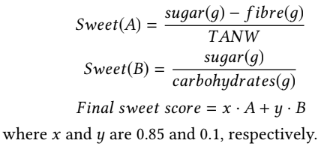 Sweet(A) = sugar(g) − fibre(g) / TANW
Sweet(B) = sugar(g) / carbohydrates(g)
Final sweet score = x · A + y · B
where x and y are 0.85 and 0.1, respectively.